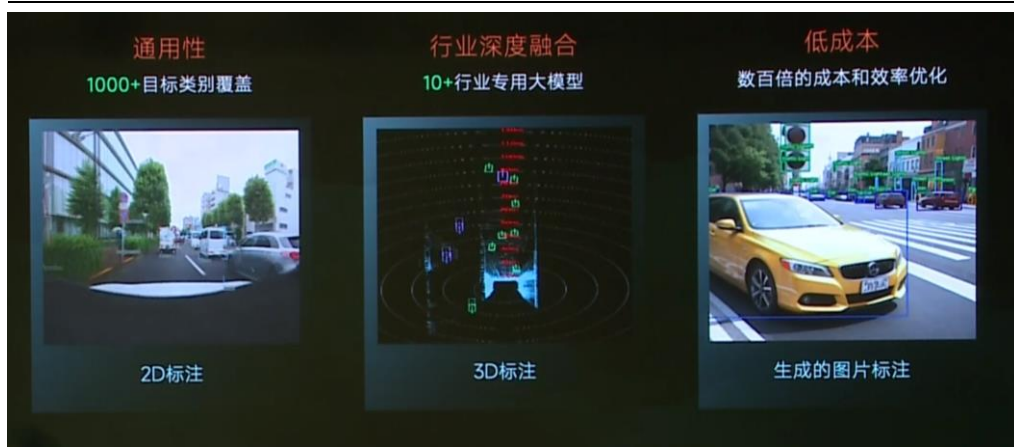 通用性
1000+目标类别覆盖
2D标注
行业深度融合
10+行业专用大模型
3D标注
低成本
数百倍的成本和效率优化
生成的图片标注